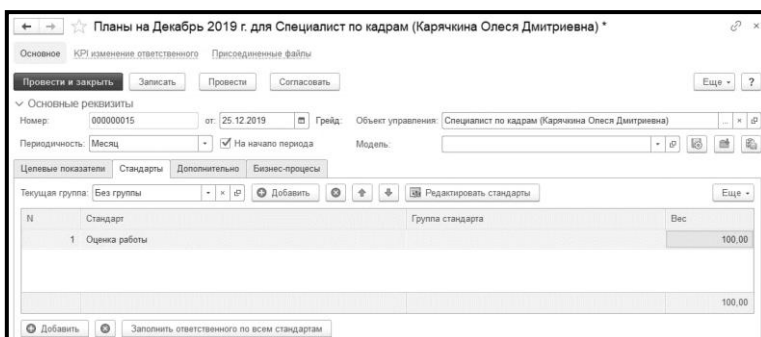 Планы на Декабрь 2019 г. для Специалист по кадрам (Карячкина Олеся Дмитриевна) *
Основное KPI изменение ответственного Присоединенные файлы
Провести и закрыть Записать Провести Согласовать Еще ?
Основные реквизиты
Номер: 000000015 от: 25.12.2019 Грейд: Объект управления: Специалист по кадрам (Карячкина Олеся Дмитриевна) ... ×
Периодичность: Месяц На начало периода Модель:
Целевые показатели Стандарты Дополнительно Бизнес-процесы
Текущая группа: Без группы × Добавить Редактировать стандарты Еще
N Стандарт Группа стандарта Вес
1 Оценка работы 100,00
100,00
Добавить Заполнить ответственного по всем стандартам